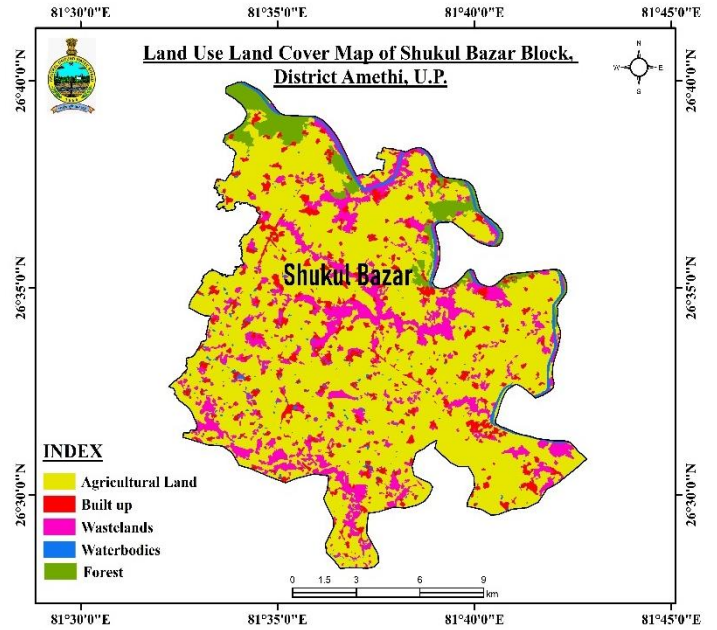 81°30'0"E 81°35'0"E 81°40'0"E 81°45'0"E
Land Use Land Cover Map of Shukul Bazar Block,
District Amethi, U.P.
N
W E
S
26°40'0"N 26°40'0"N
Shukul Bazar
26°35'0"N 26°35'0"N
INDEX
Agricultural Land
Built up
Wastelands
Waterbodies
Forest
26°30'0"N 26°30'0"N
0 1.5 3 6 9
km
81°30'0"E 81°35'0"E 81°40'0"E 81°45'0"E